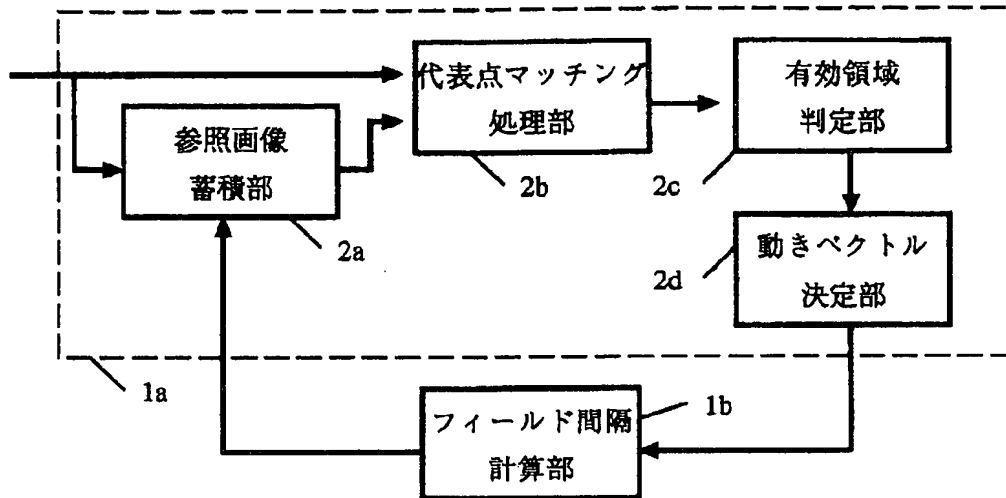 代表点マッチング
処理部
2b
有効領域
判定部
2c
参照画像
蓄積部
2a
動きベクトル
決定部
2d
1a
フィールド間隔
計算部
1b